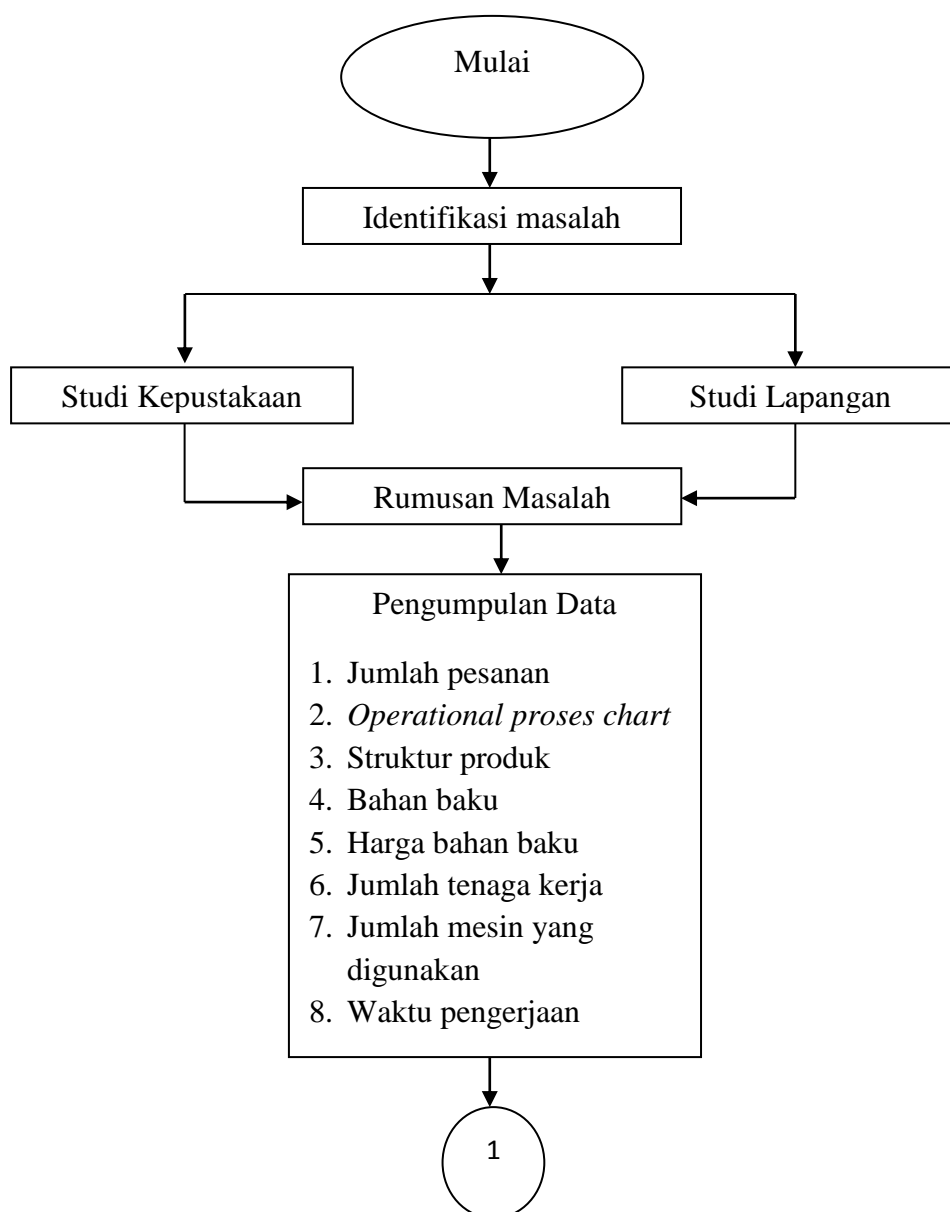 Mulai
Identifikasi masalah
Studi Kepustakaan
Studi Lapangan
Rumusan Masalah
Pengumpulan Data
1. Jumlah pesanan
2. Operational proses chart
3. Struktur produk
4. Bahan baku
5. Harga bahan baku
6. Jumlah tenaga kerja
7. Jumlah mesin yang
digunakan
8. Waktu pengerjaan
1